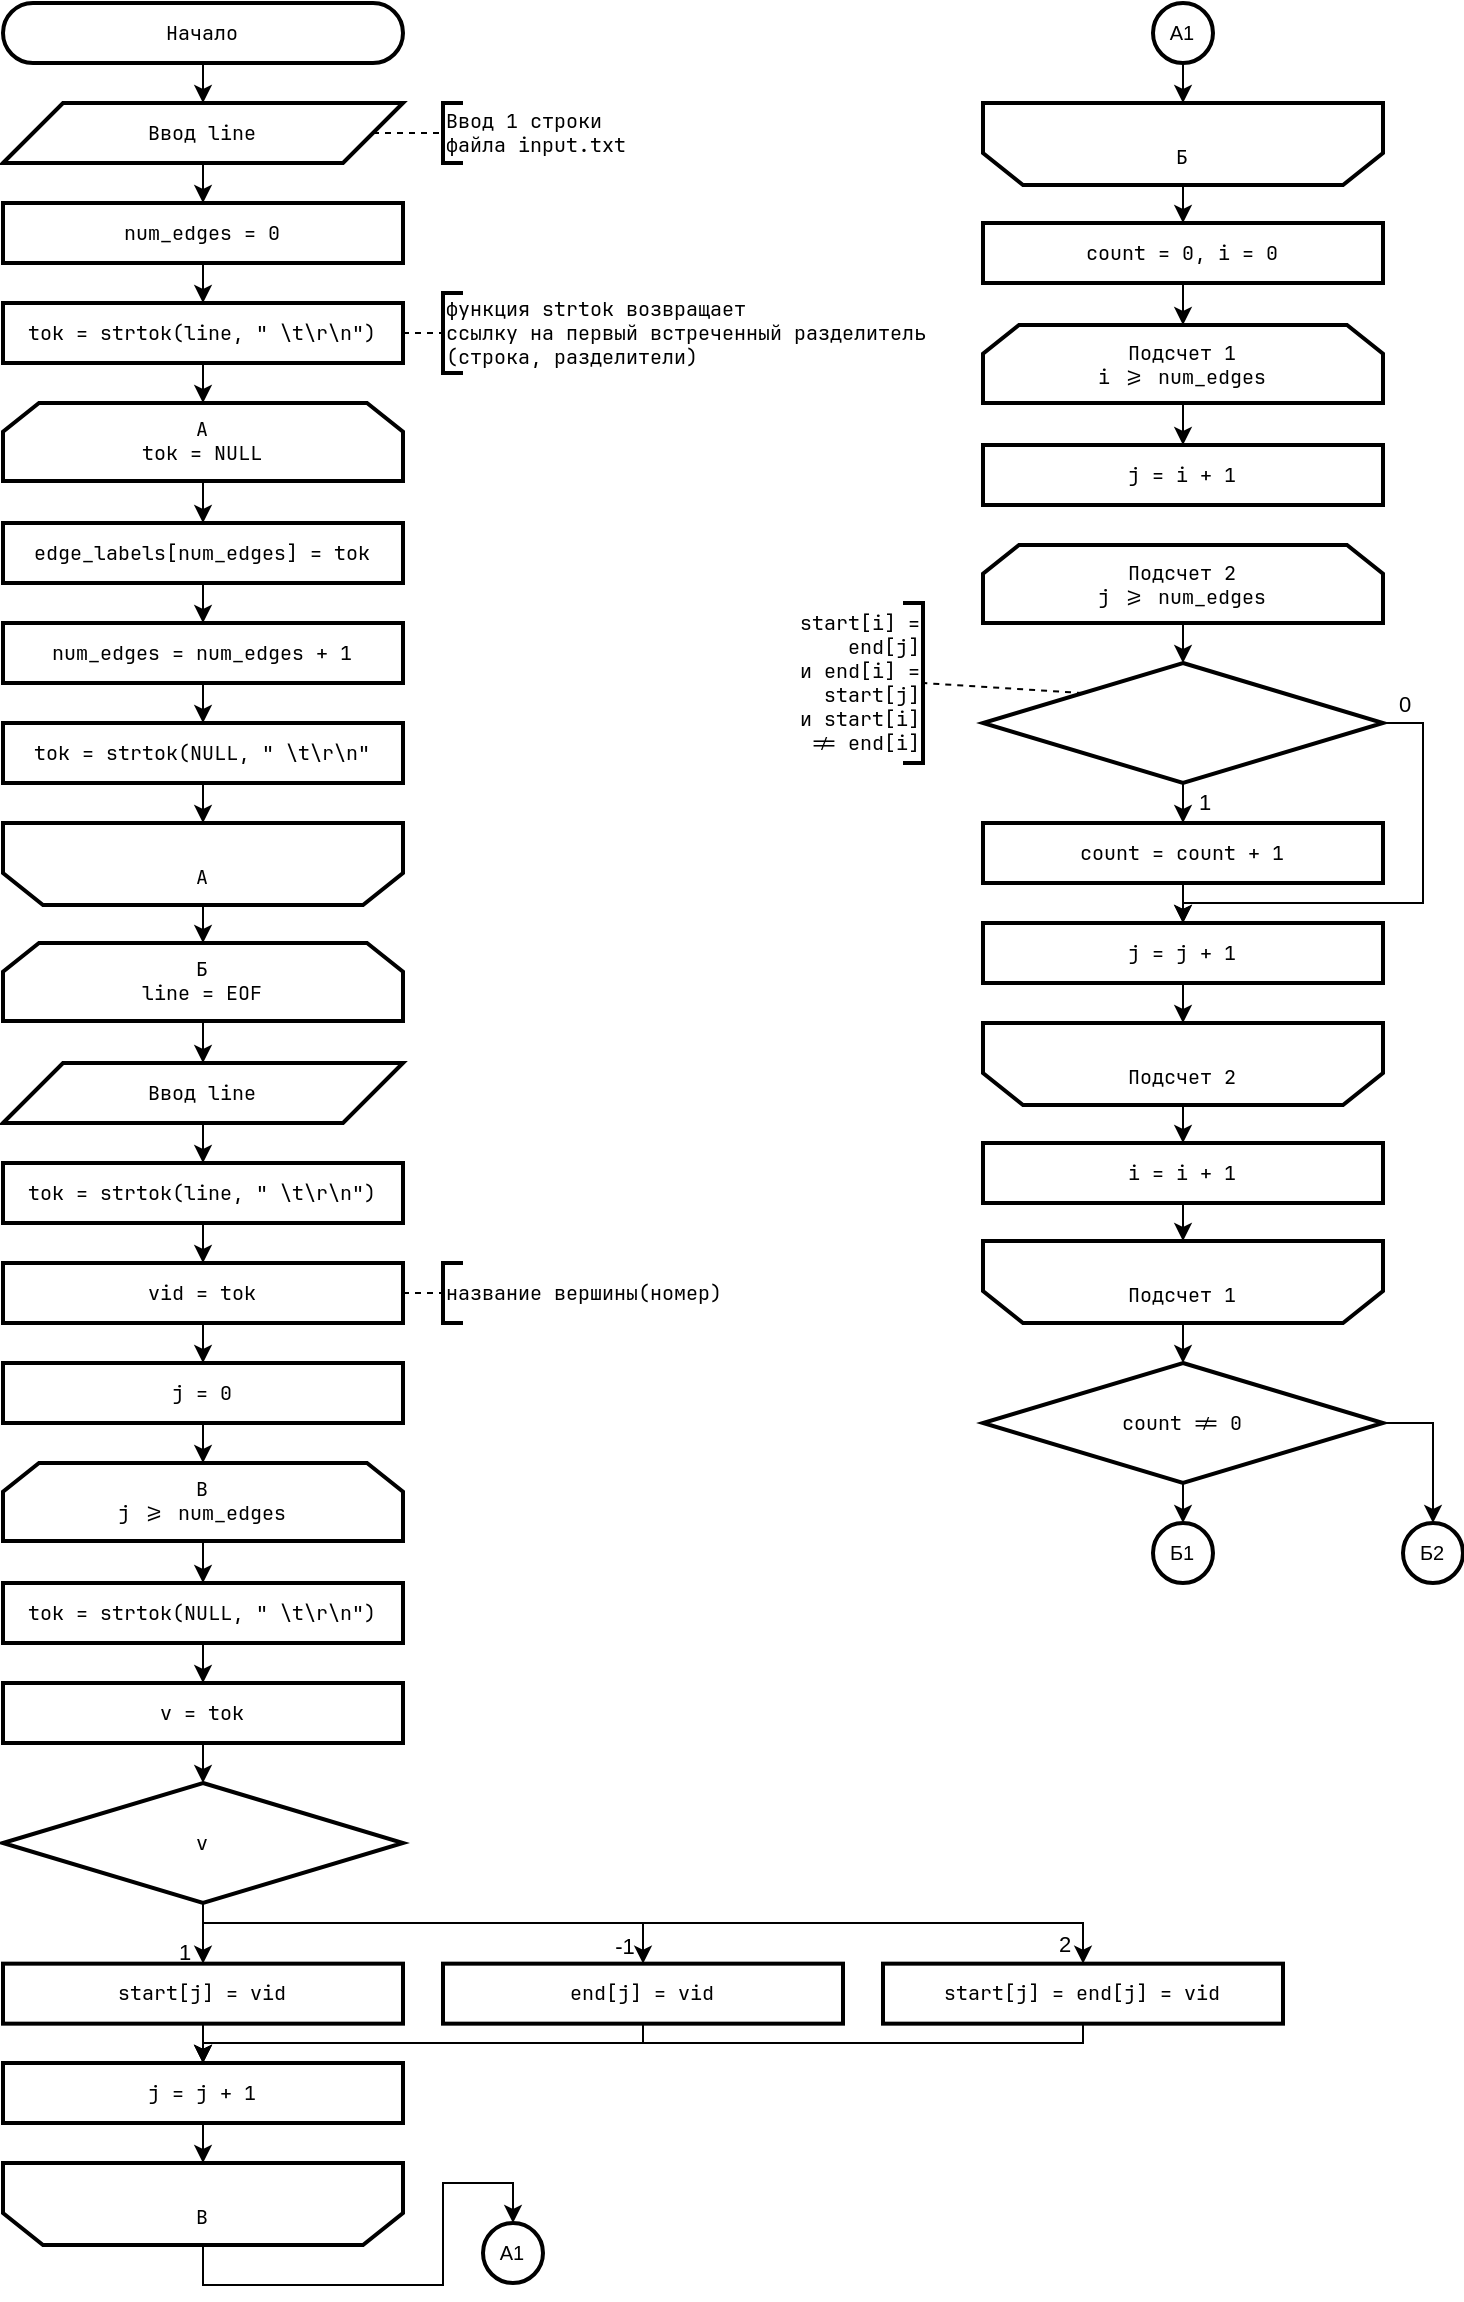 Начало
Ввод line
Ввод 1 строки
файла input.txt
num_edges = 0
tok = strtok(line, " \t\r\n")
функция strtok возвращает
ссылку на первый встреченный разделитель
(строка, разделители)
А
tok = NULL
edge_labels[num_edges] = tok
num_edges = num_edges + 1
tok = strtok(NULL, " \t\r\n"
А
Б
line = EOF
Ввод line
tok = strtok(line, " \t\r\n")
vid = tok
название вершины(номер)
j = 0
В
j ⩾ num_edges
tok = strtok(NULL, " \t\r\n")
v = tok
v
1
-1
2
start[j] = vid
end[j] = vid
start[j] = end[j] = vid
j = j + 1
В
А1
А1
Б
count = 0, i = 0
Подсчет 1
i ⩾ num_edges
j = i + 1
Подсчет 2
j ⩾ num_edges
start[i] =
end[j]
и end[i] =
start[j]
и start[i]
≠ end[i]
0
1
count = count + 1
j = j + 1
Подсчет 2
i = i + 1
Подсчет 1
count ≠ 0
Б1
Б2